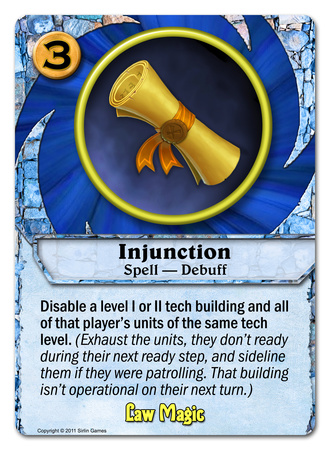 3
Injunction
Spell — Debuff
Disable a level I or II tech building and all
of that player's units of the same tech
level. (Exhaust the units, they don't ready
during their next ready step, and sideline
them if they were patrolling. That building
isn't operational on their next turn.)
Law Magic
Copyright © 2011 Sirlin Games